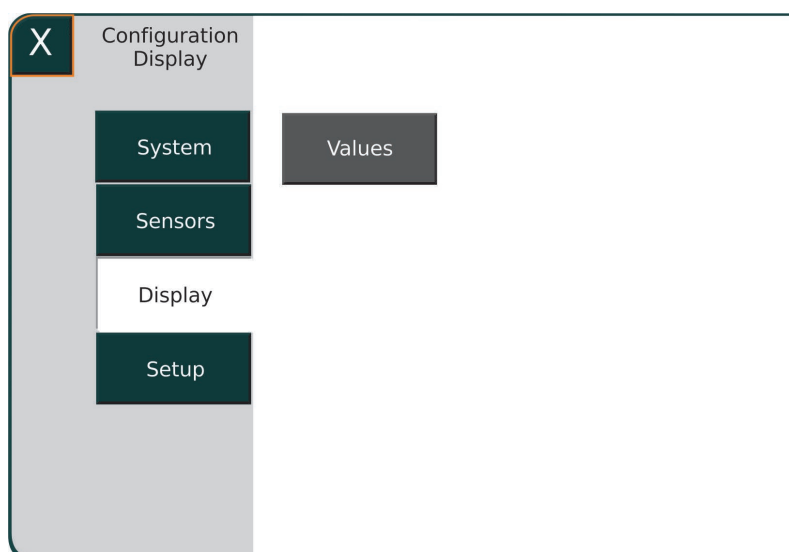 X
Configuration
Display
System
Values
Sensors
Display
Setup